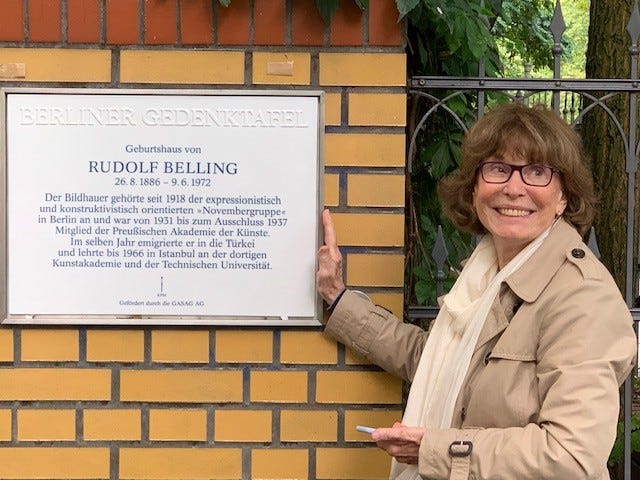 BERLINER GEDENKTAFEL
Geburtshaus von
RUDOLF BELLING
26. 8. 1886 – 9. 6. 1972
Der Bildhauer gehörte seit 1918 der expressionistisch
und konstruktivistisch orientierten »Novembergruppe«
in Berlin an und war von 1931 bis zum Ausschluss 1937
Mitglied der Preußischen Akademie der Künste.
Im selben Jahr emigrierte er in die Türkei
und lehrte bis 1966 in Istanbul an der dortigen
Kunstakademie und der Technischen Universität.
KPM
Gefördert durch die GASAG AG